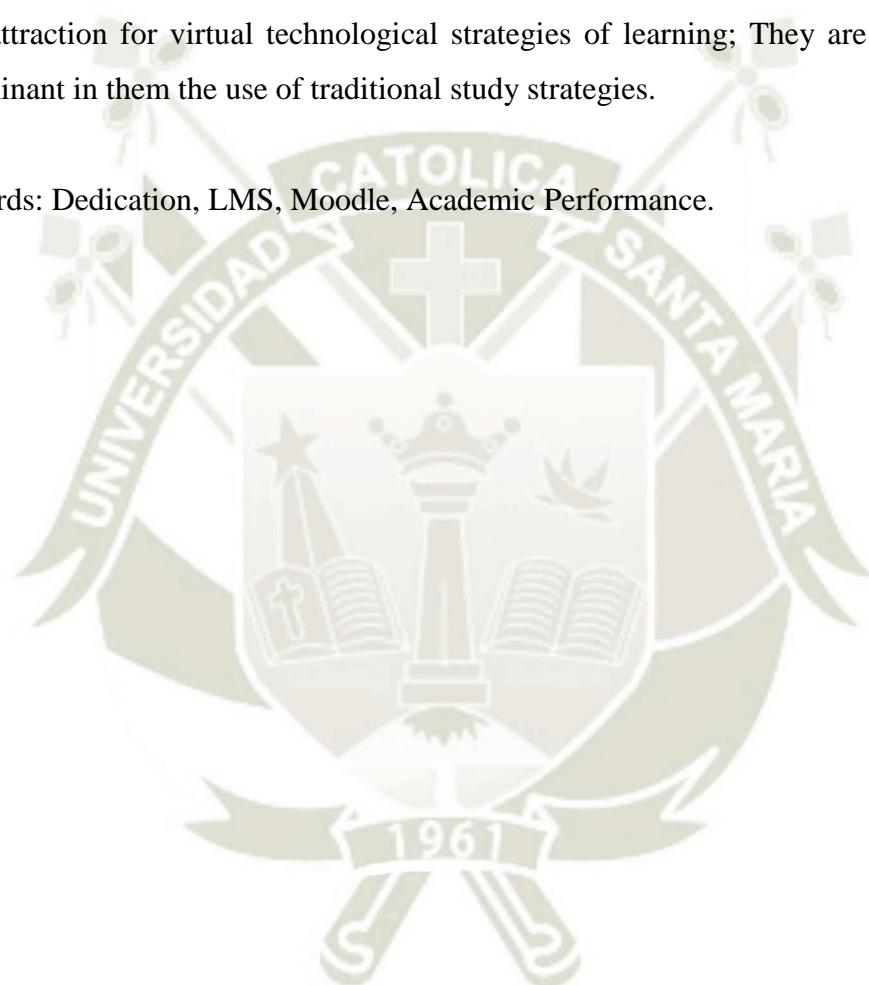 ttraction for virtual technological strategies of learning; They are
inant in them the use of traditional study strategies.
rds: Dedication, LMS, Moodle, Academic Performance.
UNIVERSIDAD CATOLICA SANTA MARIA
1961